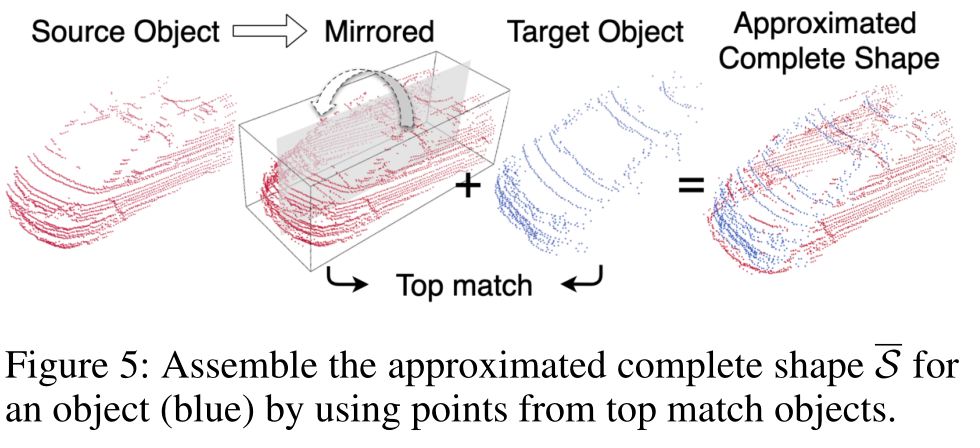 Source Object
Mirrored
Target Object
Approximated
Complete Shape
+
=
Top match
Figure 5: Assemble the approximated complete shape $\overline{\mathcal{S}}$ for
an object (blue) by using points from top match objects.